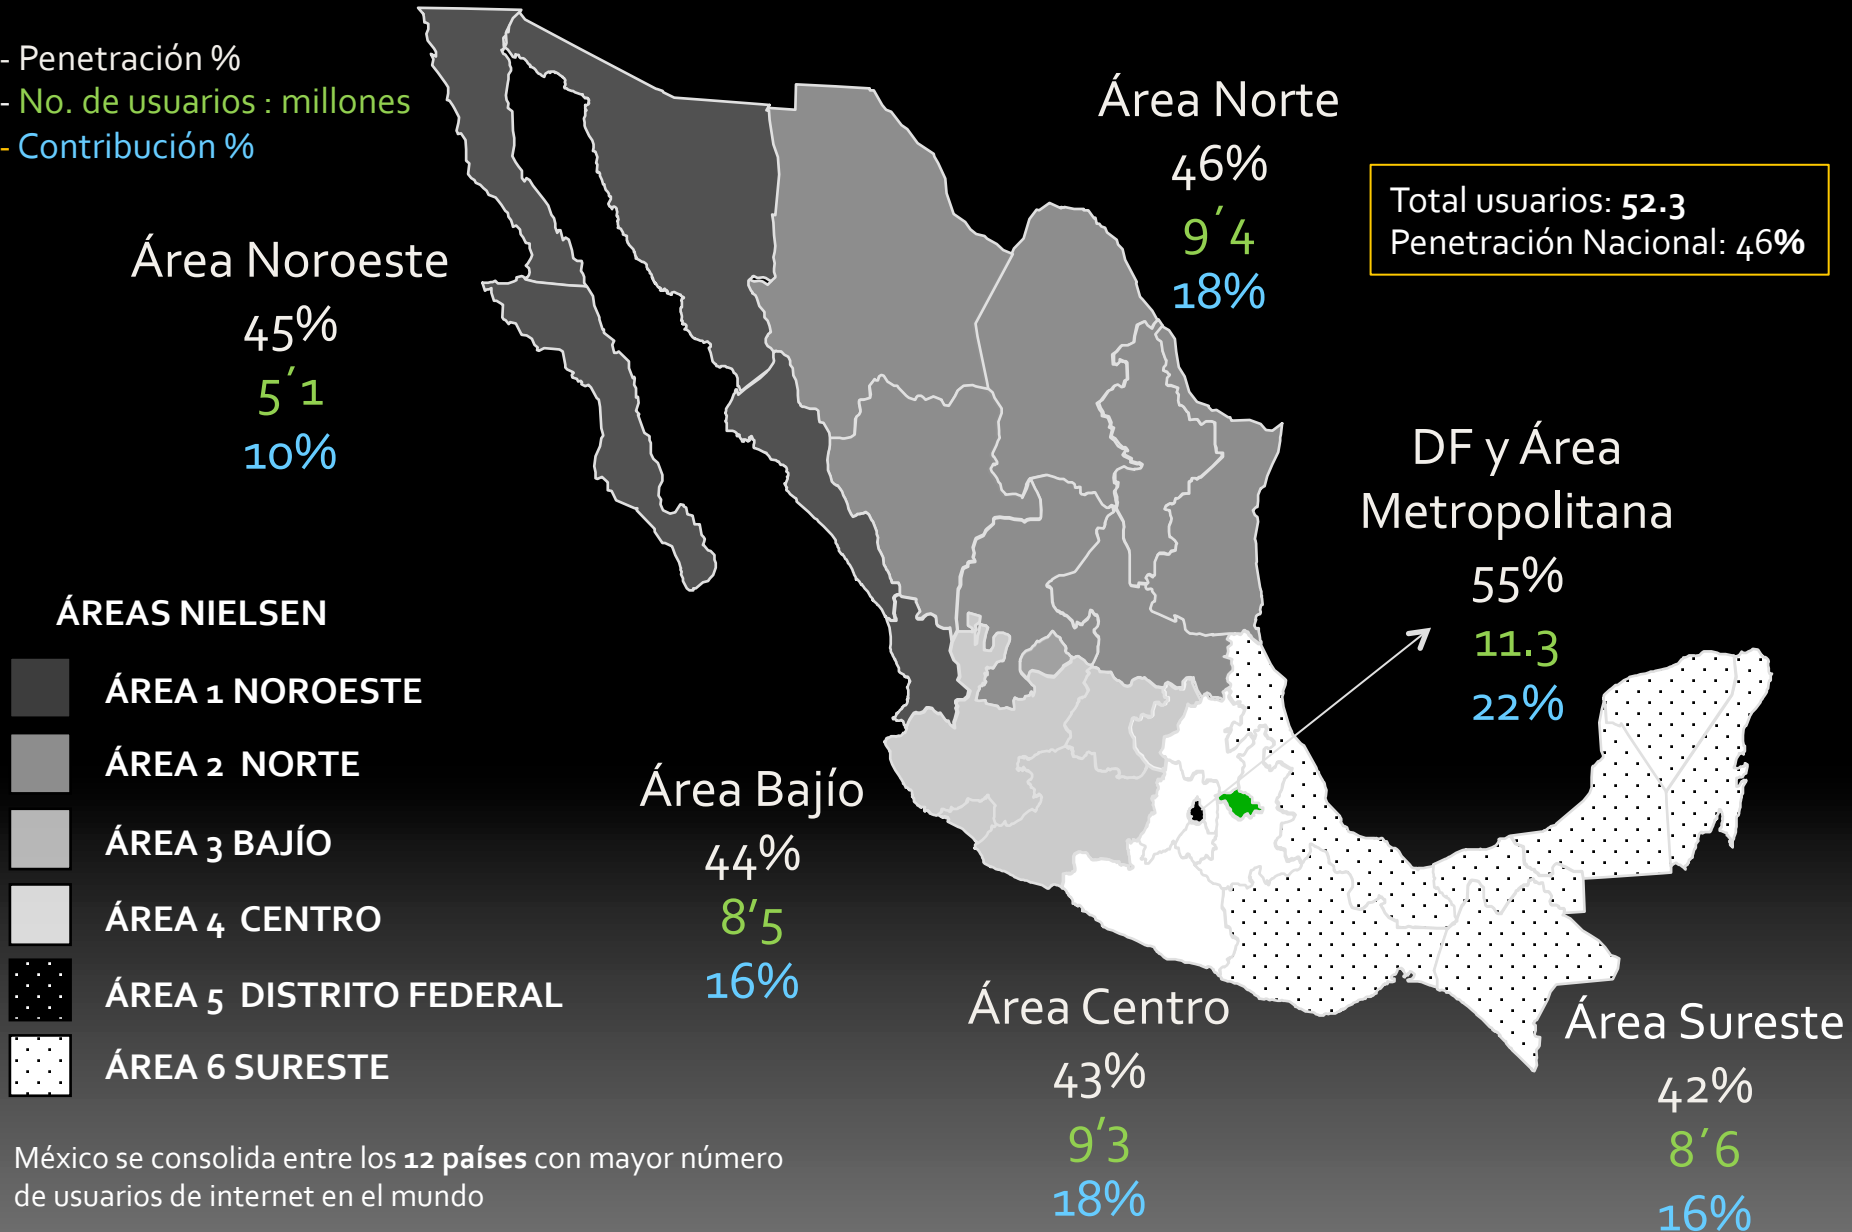 - Penetración %
- No. de usuarios : millones
- Contribución %
Área Noroeste
45%
5´1
10%
Área Norte
46%
9´4
18%
Total usuarios: 52.3
Penetración Nacional: 46%
DF y Área
Metropolitana
55%
11.3
22%
ÁREAS NIELSEN
ÁREA 1 NOROESTE
ÁREA 2 NORTE
ÁREA 3 BAJÍO
ÁREA 4 CENTRO
ÁREA 5 DISTRITO FEDERAL
ÁREA 6 SURESTE
Área Bajío
44%
8'5
16%
Área Centro
43%
9'3
18%
Área Sureste
42%
8´6
16%
México se consolida entre los 12 países con mayor número
de usuarios de internet en el mundo